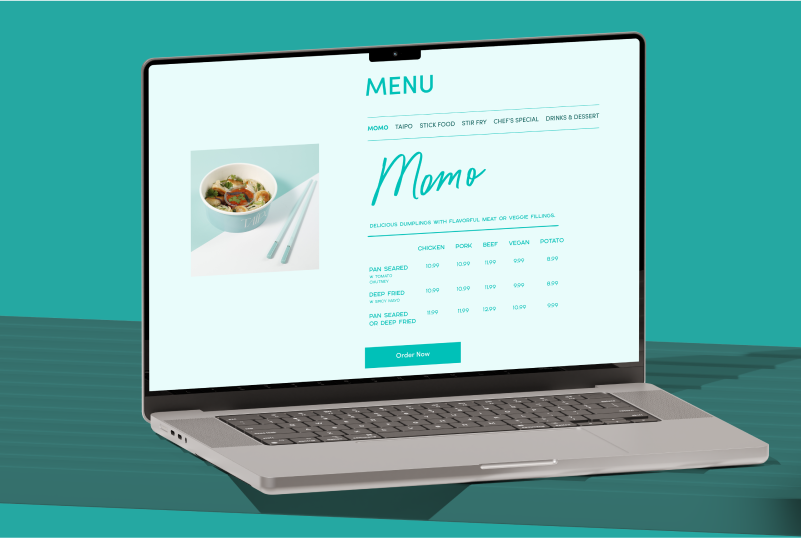 MENU
MOMO TAIPO STICK FOOD STIR FRY CHEF'S SPECIAL DRINKS & DESSERT
Momo
DELICIOUS DUMPLINGS WITH FLAVORFUL MEAT OR VEGGIE FILLINGS.
CHICKEN PORK BEEF VEGAN POTATO
PAN SEARED 10.99 10.99 11.99 9.99 8.99
W TOMATO
CHUTNEY
DEEP FRIED 10.99 10.99 11.99 9.99 8.99
W SPICY MAYO
PAN SEARED 11.99 11.99 12.99 10.99 9.99
OR DEEP FRIED
Order Now